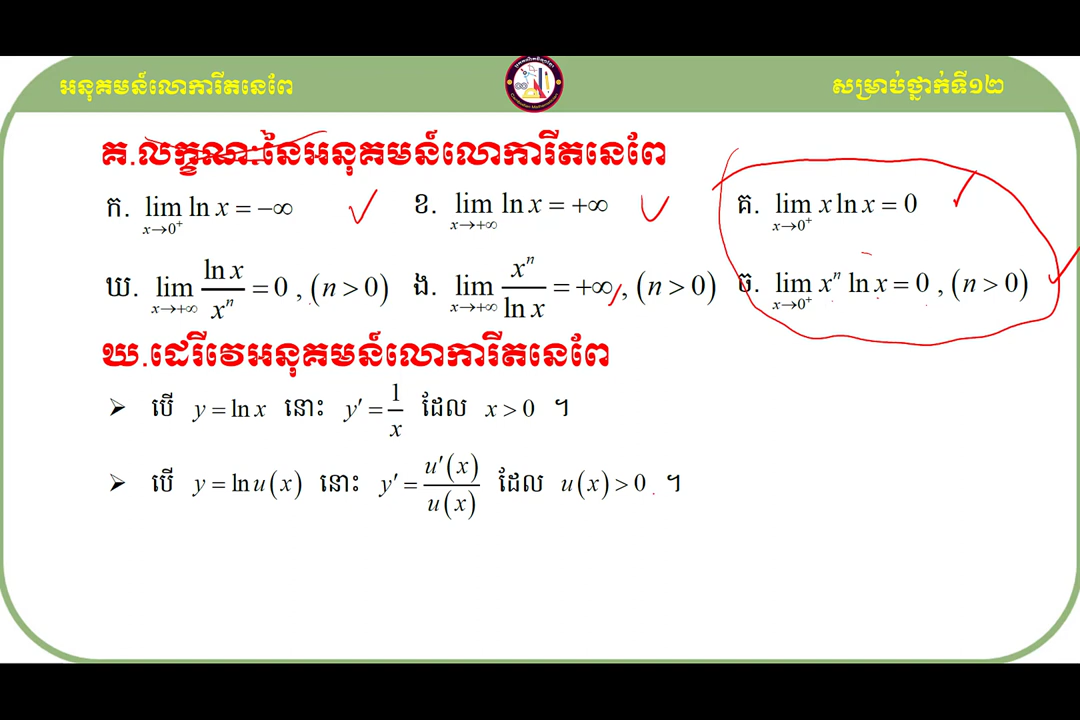 អនុគមន៍លោការីតនេពែ
សម្រាប់ថ្នាក់ទី១២
គ.លក្ខណៈនៃអនុគមន៍លោការីតនេពែ
ក. lim x→0⁺ ln x = −∞ ខ. lim x→+∞ ln x = +∞ គ. lim x→0⁺ x ln x = 0
ឃ. lim x→+∞ ln x / xⁿ = 0 , (n > 0) ង. lim x→+∞ xⁿ / ln x = +∞ , (n > 0) ច. lim x→0⁺ xⁿ ln x = 0 , (n > 0)
ឃ.ដេរីវេអនុគមន៍លោការីតនេពែ
➢ បើ y = ln x នោះ y′ = 1/x ដែល x > 0 ។
➢ បើ y = ln u(x) នោះ y′ = u′(x)/u(x) ដែល u(x) > 0 ។